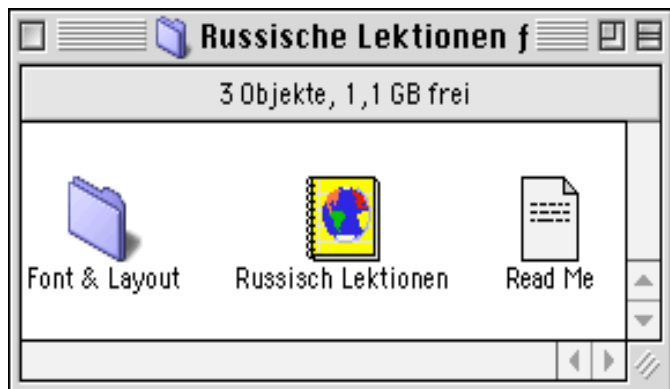 Russische Lektionen ƒ
3 Objekte, 1,1 GB frei
Font & Layout
Russisch Lektionen
Read Me